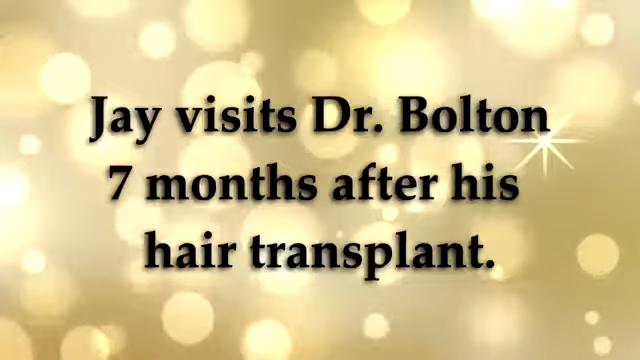 Jay visits Dr. Bolton
7 months after his
hair transplant.